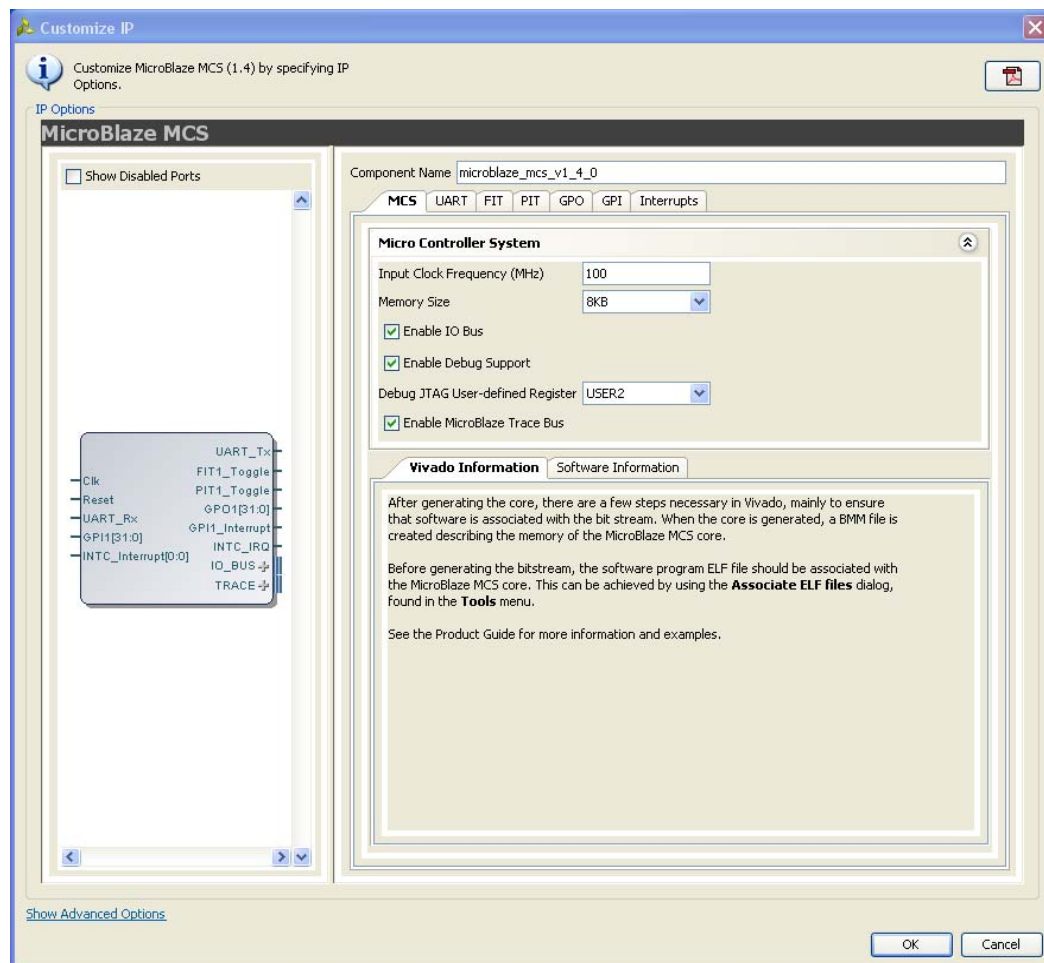 Customize IP
Customize MicroBlaze MCS (1.4) by specifying IP
Options.
IP Options
MicroBlaze MCS
Show Disabled Ports
UART_Tx
FIT1_Toggle
Clk
PIT1_Toggle
Reset
GPO1[31:0]
UART_Rx
GPI1_Interrupt
GPI1[31:0]
INTC_IRQ
INTC_Interrupt[0:0]
IO_BUS
TRACE
Component Name microblaze_mcs_v1_4_0
MCS UART FIT PIT GPO GPI Interrupts
Micro Controller System
Input Clock Frequency (MHz) 100
Memory Size 8KB
Enable IO Bus
Enable Debug Support
Debug JTAG User-defined Register USER2
Enable MicroBlaze Trace Bus
Vivado Information Software Information
After generating the core, there are a few steps necessary in Vivado, mainly to ensure
that software is associated with the bit stream. When the core is generated, a BMM file is
created describing the memory of the MicroBlaze MCS core.
Before generating the bitstream, the software program ELF file should be associated with
the MicroBlaze MCS core. This can be achieved by using the Associate ELF files dialog,
found in the Tools menu.
See the Product Guide for more information and examples.
Show Advanced Options
OK Cancel